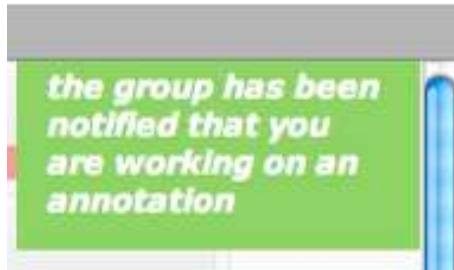 the group has been
notified that you
are working on an
annotation